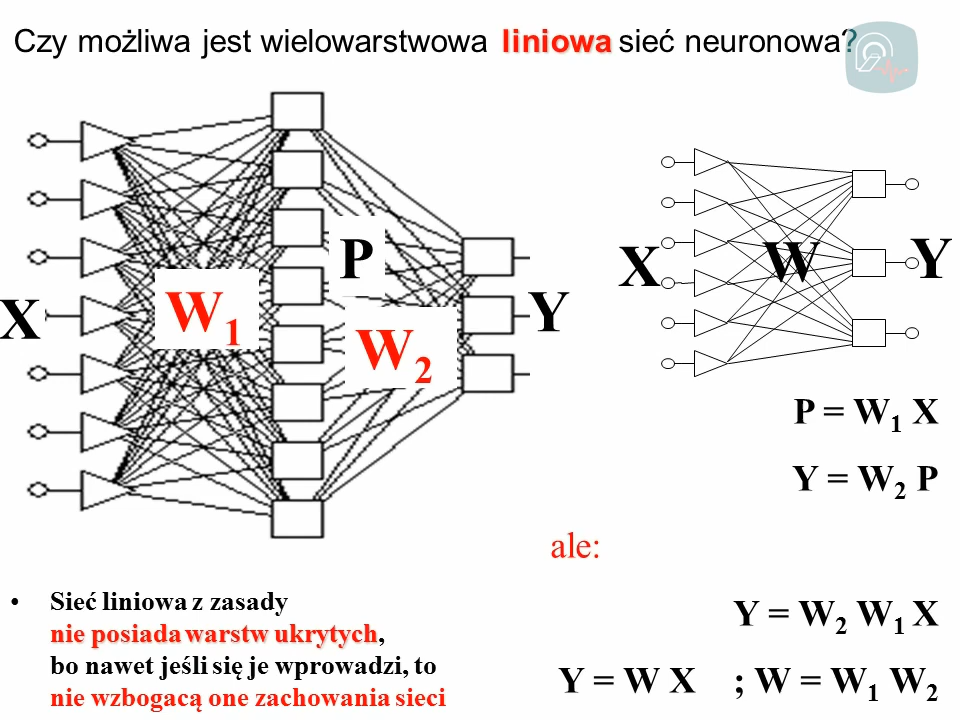 Czy możliwa jest wielowarstwowa liniowa sieć neuronowa?
X
W1
P
W2
Y
X
W
Y
P = W1 X
Y = W2 P
ale:
Y = W2 W1 X
Y = W X ; W = W1 W2
• Sieć liniowa z zasady
nie posiada warstw ukrytych,
bo nawet jeśli się je wprowadzi, to
nie wzbogacą one zachowania sieci